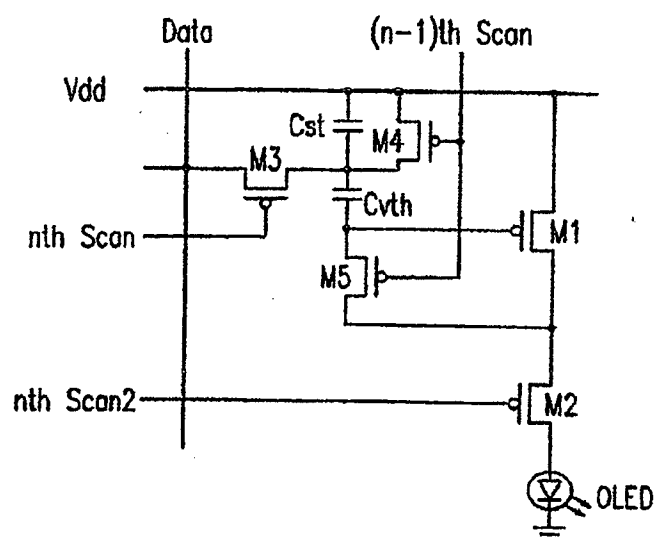 Data
(n-1)th Scan
Vdd
Cst
M4
M3
Cvth
nth Scan
M1
M5
nth Scan2
M2
OLED